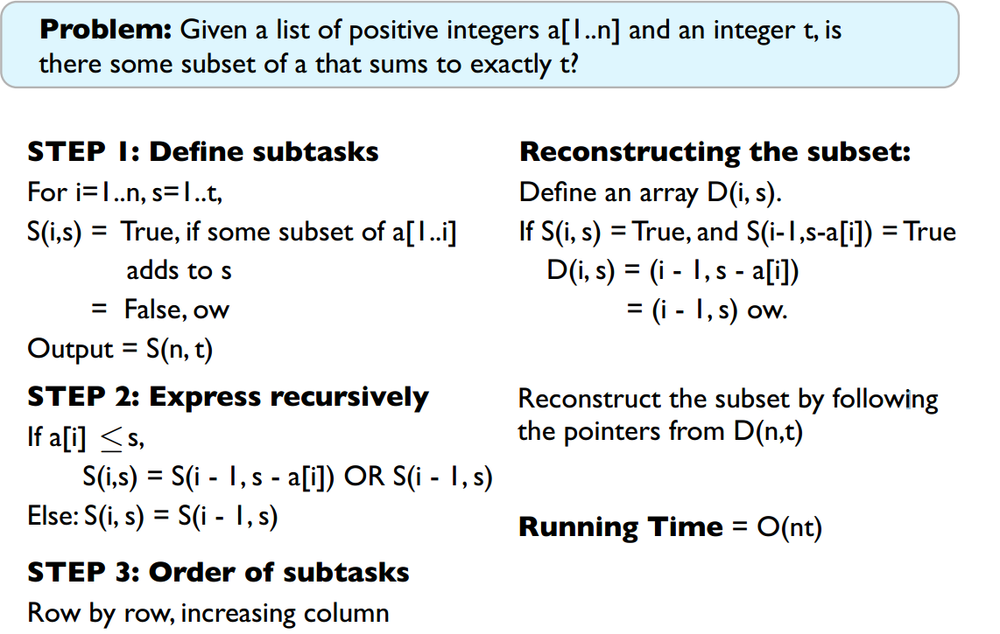 Problem: Given a list of positive integers a[1..n] and an integer t, is
there some subset of a that sums to exactly t?
STEP 1: Define subtasks
For i=1..n, s=1..t,
S(i,s) = True, if some subset of a[1..i]
adds to s
= False, ow
Output = S(n, t)
STEP 2: Express recursively
If a[i] ≤ s,
S(i,s) = S(i - 1, s - a[i]) OR S(i - 1, s)
Else: S(i, s) = S(i - 1, s)
STEP 3: Order of subtasks
Row by row, increasing column
Reconstructing the subset:
Define an array D(i, s).
If S(i, s) = True, and S(i-1,s-a[i]) = True
D(i, s) = (i - 1, s - a[i])
= (i - 1, s) ow.
Reconstruct the subset by following
the pointers from D(n,t)
Running Time = O(nt)